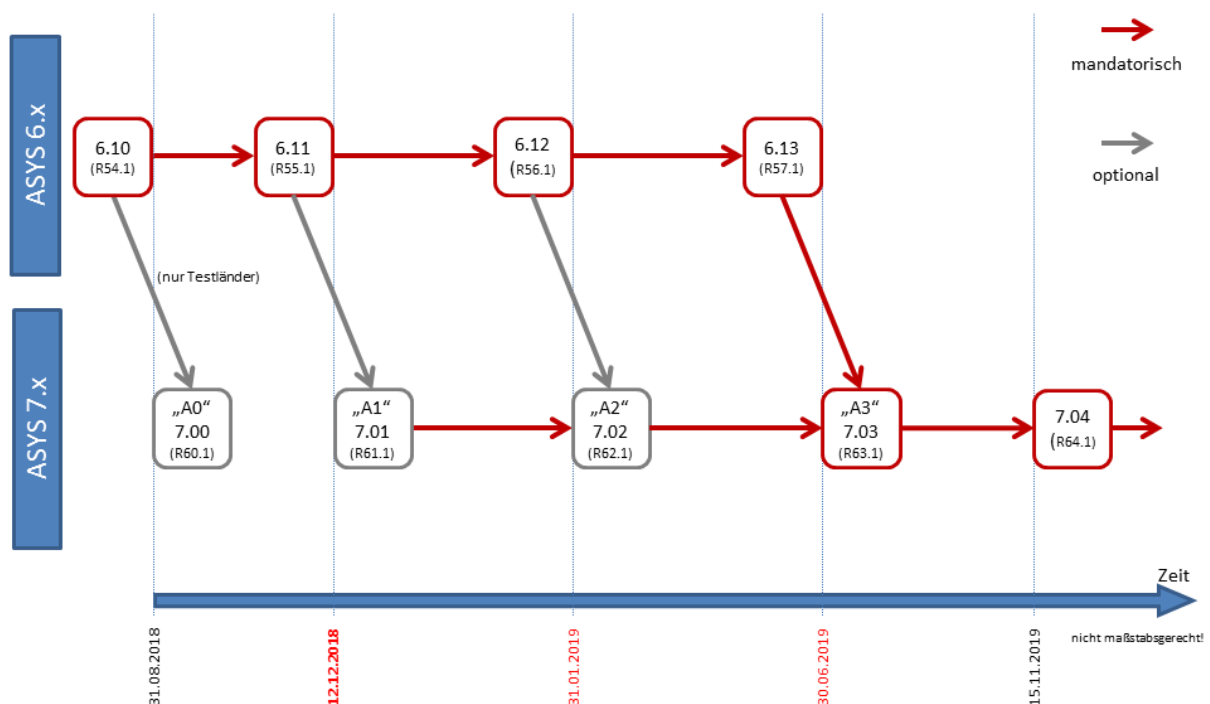 ASYS 6.x
mandatorisch
optional
6.10
(R54.1)
6.11
(R55.1)
6.12
(R56.1)
6.13
(R57.1)
(nur Testländer)
ASYS 7.x
„A0“
7.00
(R60.1)
„A1“
7.01
(R61.1)
„A2“
7.02
(R62.1)
„A3“
7.03
(R63.1)
7.04
(R64.1)
Zeit
nicht maßstabsgerecht!
31.08.2018
12.12.2018
31.01.2019
30.06.2019
15.11.2019